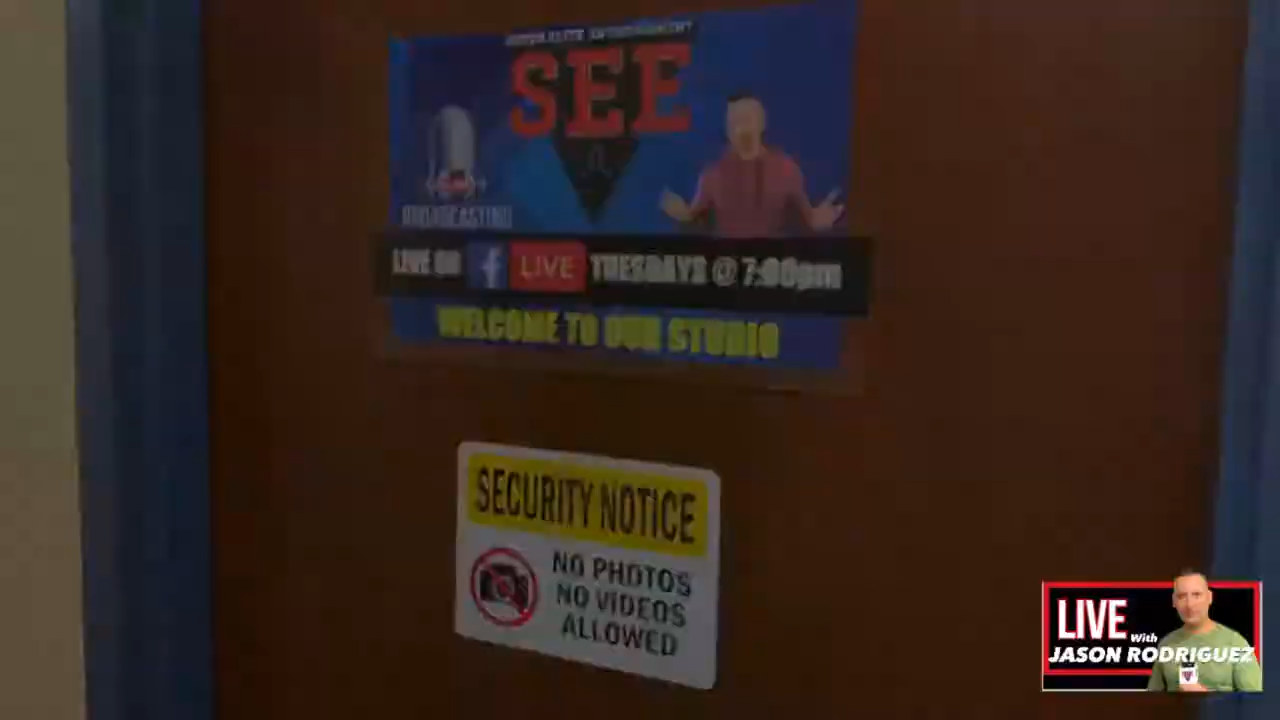 SEE
BROADCASTING
LIVE ON f LIVE TUESDAYS @ 7:00pm
WELCOME TO OUR STUDIO
SECURITY NOTICE
NO PHOTOS
NO VIDEOS
ALLOWED
LIVE With
JASON RODRIGUEZ